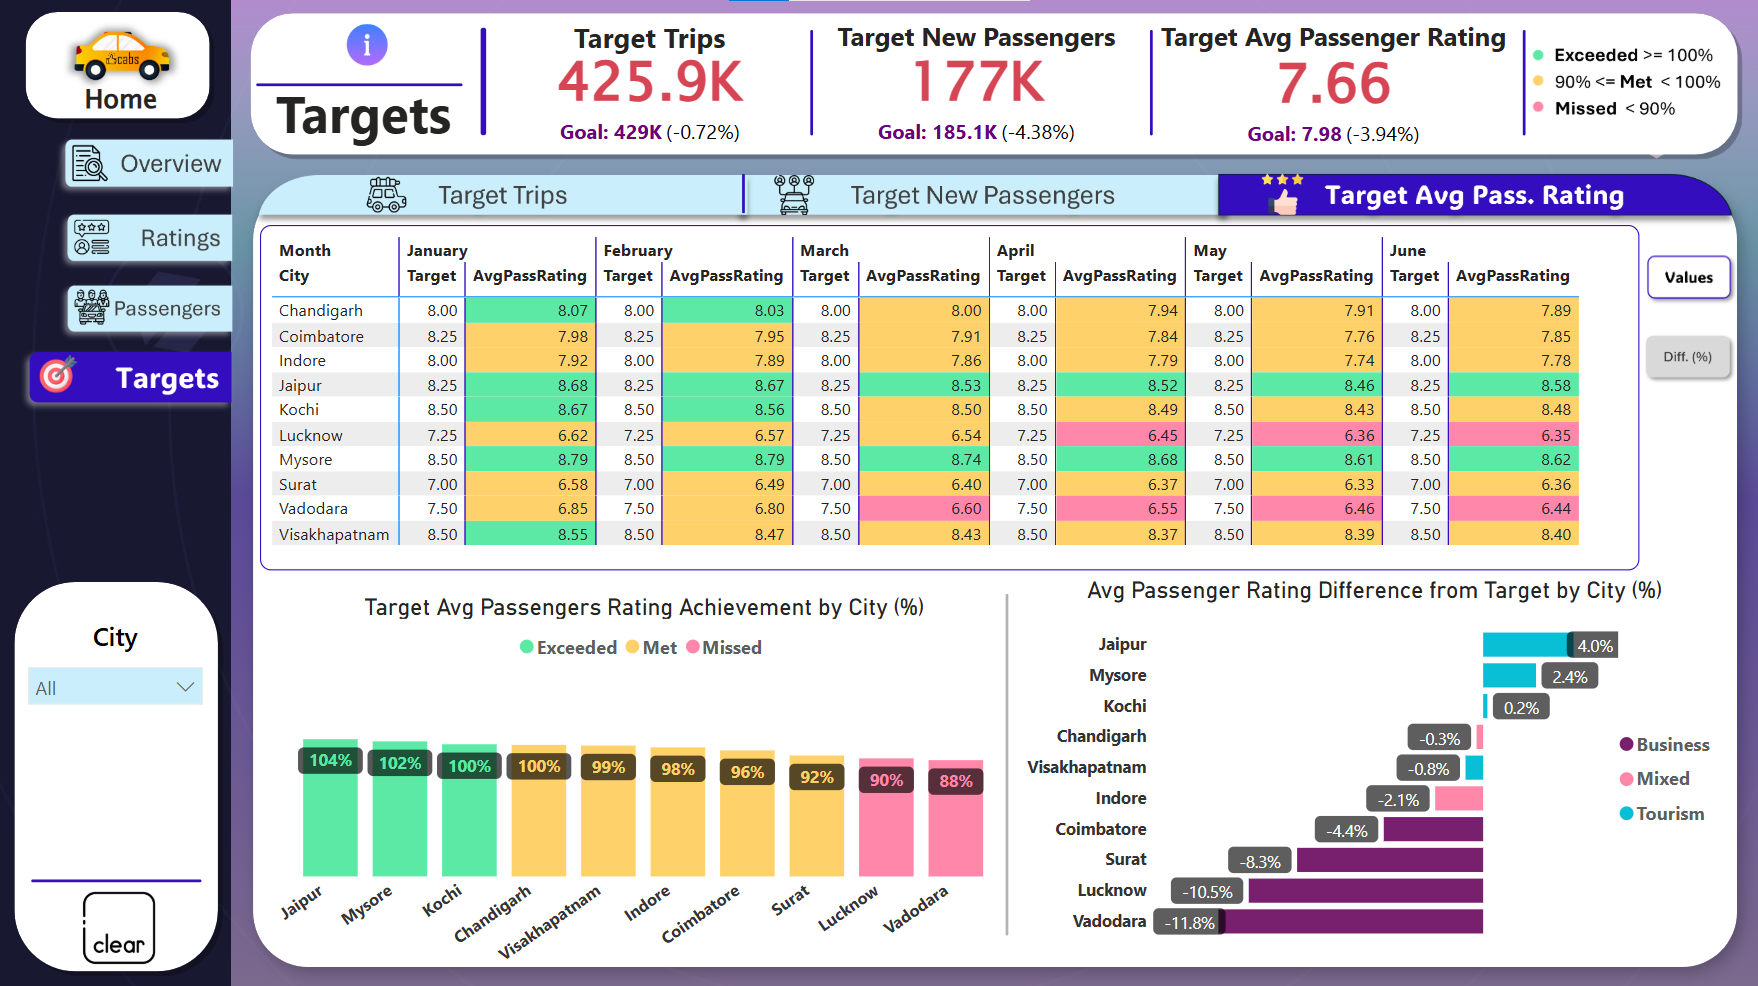 cabs
Home
Overview
Ratings
Passengers
Targets
City
All
clear
i
Targets
Target Trips
425.9K
Goal: 429K (-0.72%)
Target New Passengers
177K
Goal: 185.1K (-4.38%)
Target Avg Passenger Rating
7.66
Goal: 7.98 (-3.94%)
Exceeded >= 100%
90% <= Met < 100%
Missed < 90%
Target Trips
Target New Passengers
Target Avg Pass. Rating
Month January February March April May June
City Target AvgPassRating Target AvgPassRating Target AvgPassRating Target AvgPassRating Target AvgPassRating Target AvgPassRating
Chandigarh 8.00 8.07 8.00 8.03 8.00 8.00 8.00 7.94 8.00 7.91 8.00 7.89
Coimbatore 8.25 7.98 8.25 7.95 8.25 7.91 8.25 7.84 8.25 7.76 8.25 7.85
Indore 8.00 7.92 8.00 7.89 8.00 7.86 8.00 7.79 8.00 7.74 8.00 7.78
Jaipur 8.25 8.68 8.25 8.67 8.25 8.53 8.25 8.52 8.25 8.46 8.25 8.58
Kochi 8.50 8.67 8.50 8.56 8.50 8.50 8.50 8.49 8.50 8.43 8.50 8.48
Lucknow 7.25 6.62 7.25 6.57 7.25 6.54 7.25 6.45 7.25 6.36 7.25 6.35
Mysore 8.50 8.79 8.50 8.79 8.50 8.74 8.50 8.68 8.50 8.61 8.50 8.62
Surat 7.00 6.58 7.00 6.49 7.00 6.40 7.00 6.37 7.00 6.33 7.00 6.36
Vadodara 7.50 6.85 7.50 6.80 7.50 6.60 7.50 6.55 7.50 6.46 7.50 6.44
Visakhapatnam 8.50 8.55 8.50 8.47 8.50 8.43 8.50 8.37 8.50 8.39 8.50 8.40
Values
Diff. (%)
Target Avg Passengers Rating Achievement by City (%)
Exceeded Met Missed
104% 102% 100% 100% 99% 98% 96% 92% 90% 88%
Jaipur Mysore Kochi Chandigarh Visakhapatnam Indore Coimbatore Surat Lucknow Vadodara
Avg Passenger Rating Difference from Target by City (%)
Jaipur 4.0%
Mysore 2.4%
Kochi 0.2%
Chandigarh -0.3%
Visakhapatnam -0.8%
Indore -2.1%
Coimbatore -4.4%
Surat -8.3%
Lucknow -10.5%
Vadodara -11.8%
Business
Mixed
Tourism